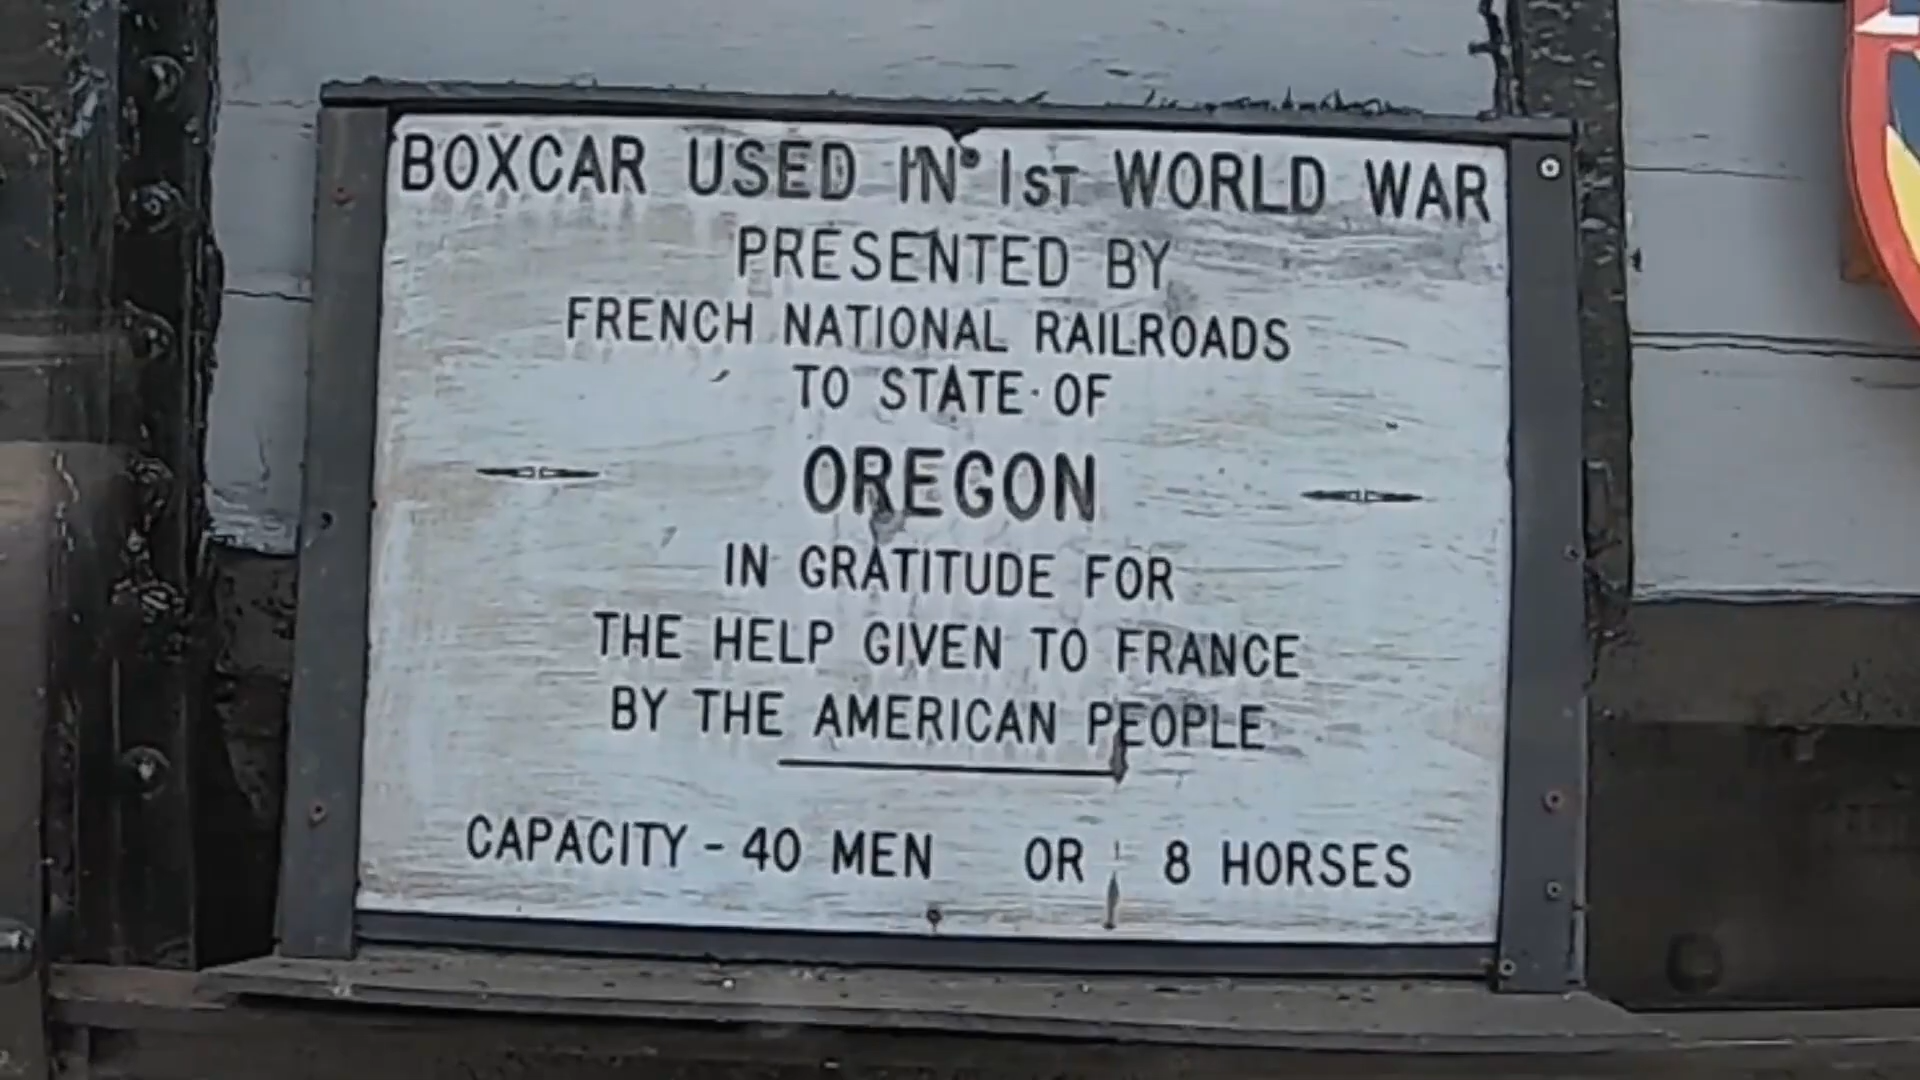 BOXCAR USED IN 1ST WORLD WAR
PRESENTED BY
FRENCH NATIONAL RAILROADS
TO STATE OF
OREGON
IN GRATITUDE FOR
THE HELP GIVEN TO FRANCE
BY THE AMERICAN PEOPLE
CAPACITY - 40 MEN OR 8 HORSES